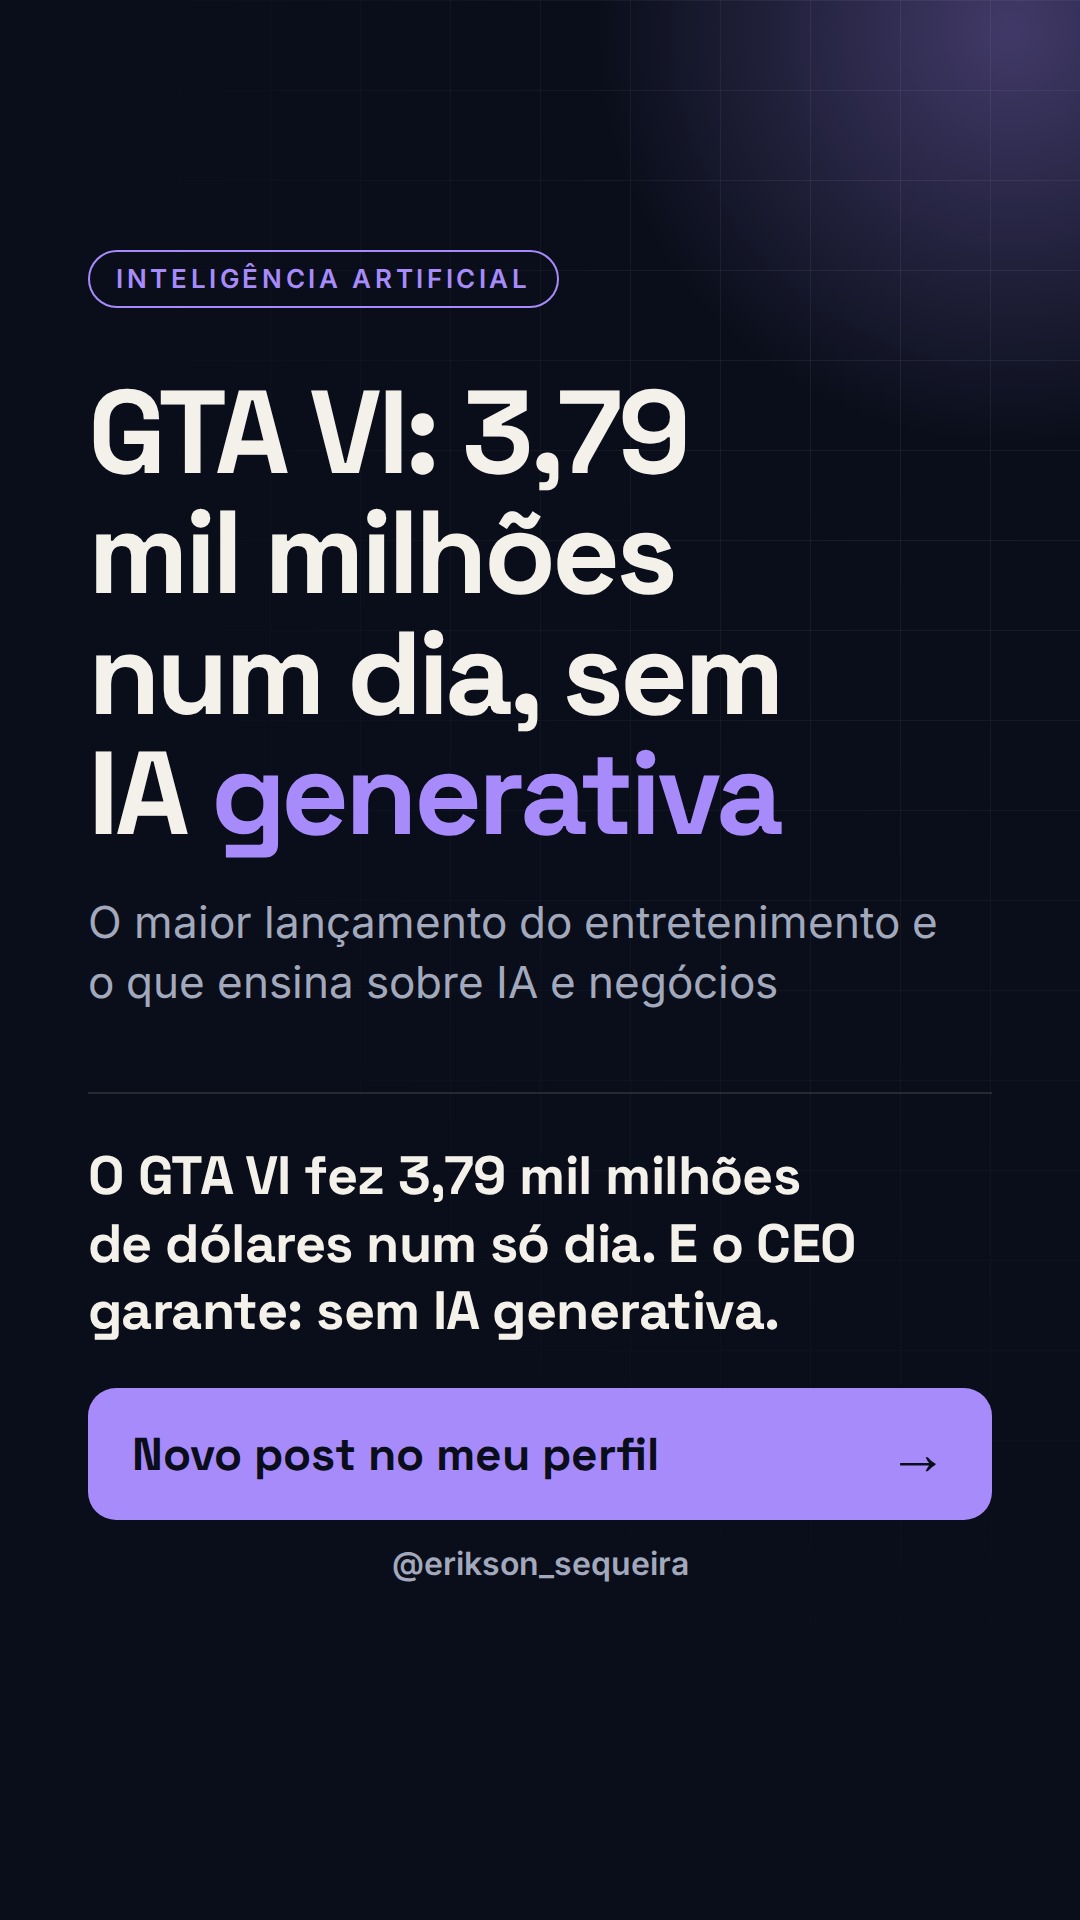 INTELIGÊNCIA ARTIFICIAL
GTA VI: 3,79
mil milhões
num dia, sem
IA generativa
O maior lançamento do entretenimento e
o que ensina sobre IA e negócios
O GTA VI fez 3,79 mil milhões
de dólares num só dia. E o CEO
garante: sem IA generativa.
Novo post no meu perfil →
@erikson_sequeira